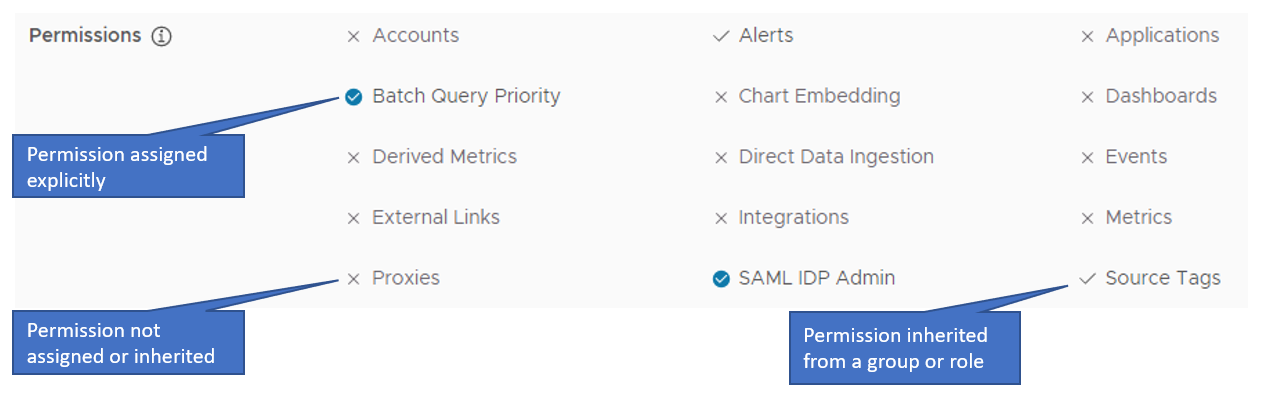 Permissions
Accounts
Alerts
Applications
Batch Query Priority
Chart Embedding
Dashboards
Permission assigned
explicitly
Derived Metrics
Direct Data Ingestion
Events
External Links
Integrations
Metrics
Proxies
SAML IDP Admin
Source Tags
Permission not
assigned or inherited
Permission inherited
from a group or role